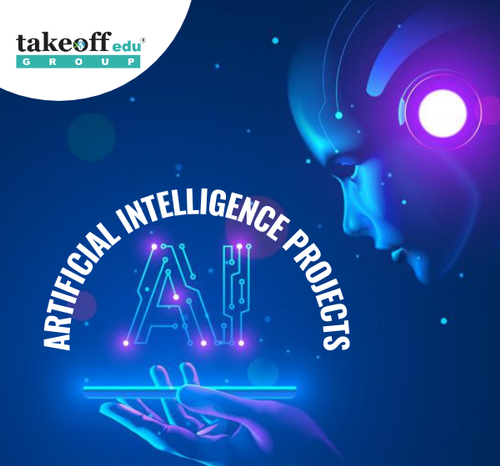 takeoff edu
GROUP
ARTIFICIAL INTELLIGENCE PROJECTS
AI